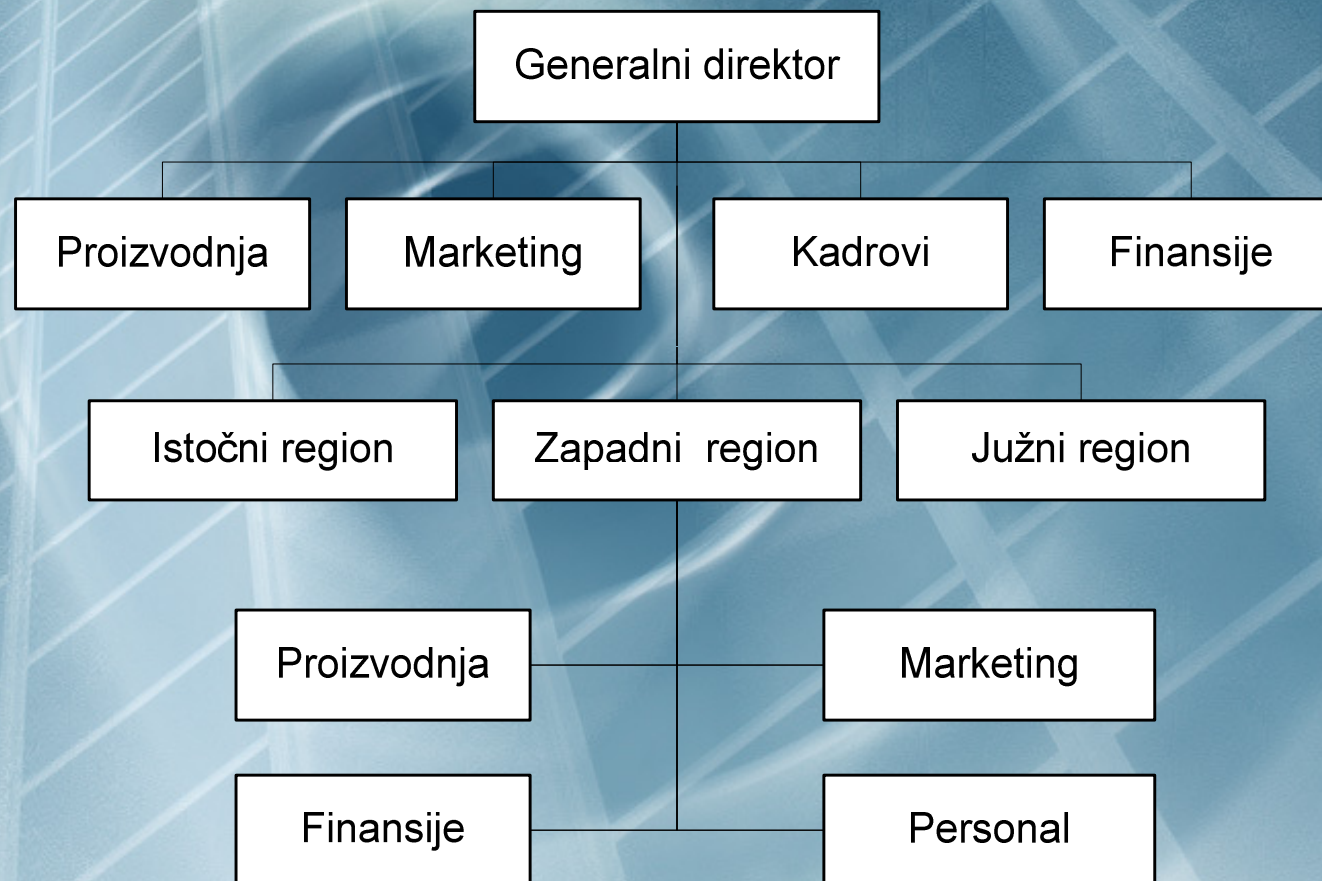 Generalni direktor
Proizvodnja
Marketing
Kadrovi
Finansije
Istočni region
Zapadni  region
Južni region
Proizvodnja
Marketing
Finansije
Personal